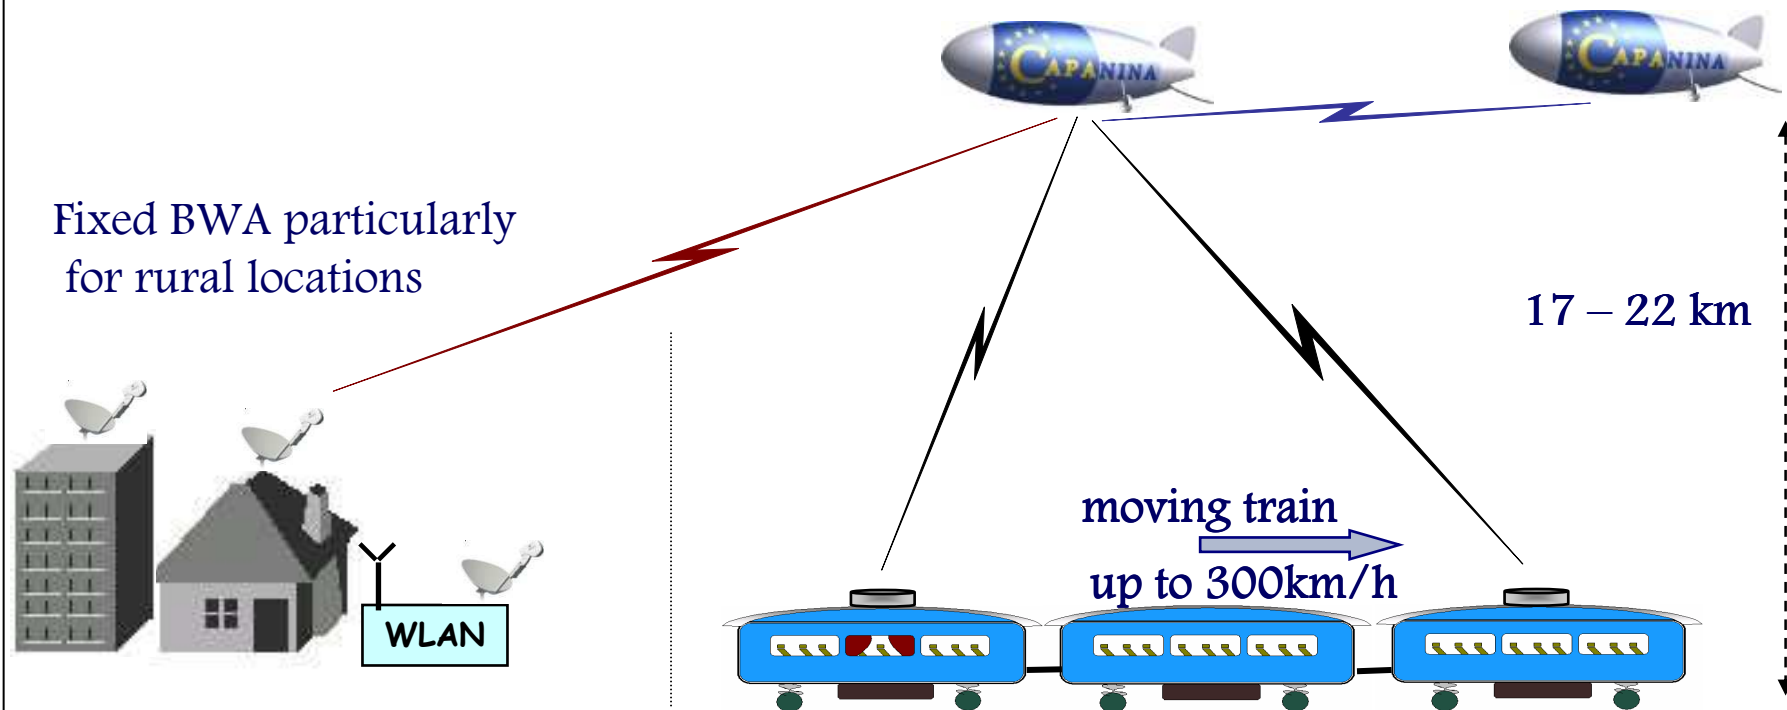 CAPANINA
CAPANINA
Fixed BWA particularly
for rural locations
17 – 22 km
moving train
up to 300km/h
WLAN